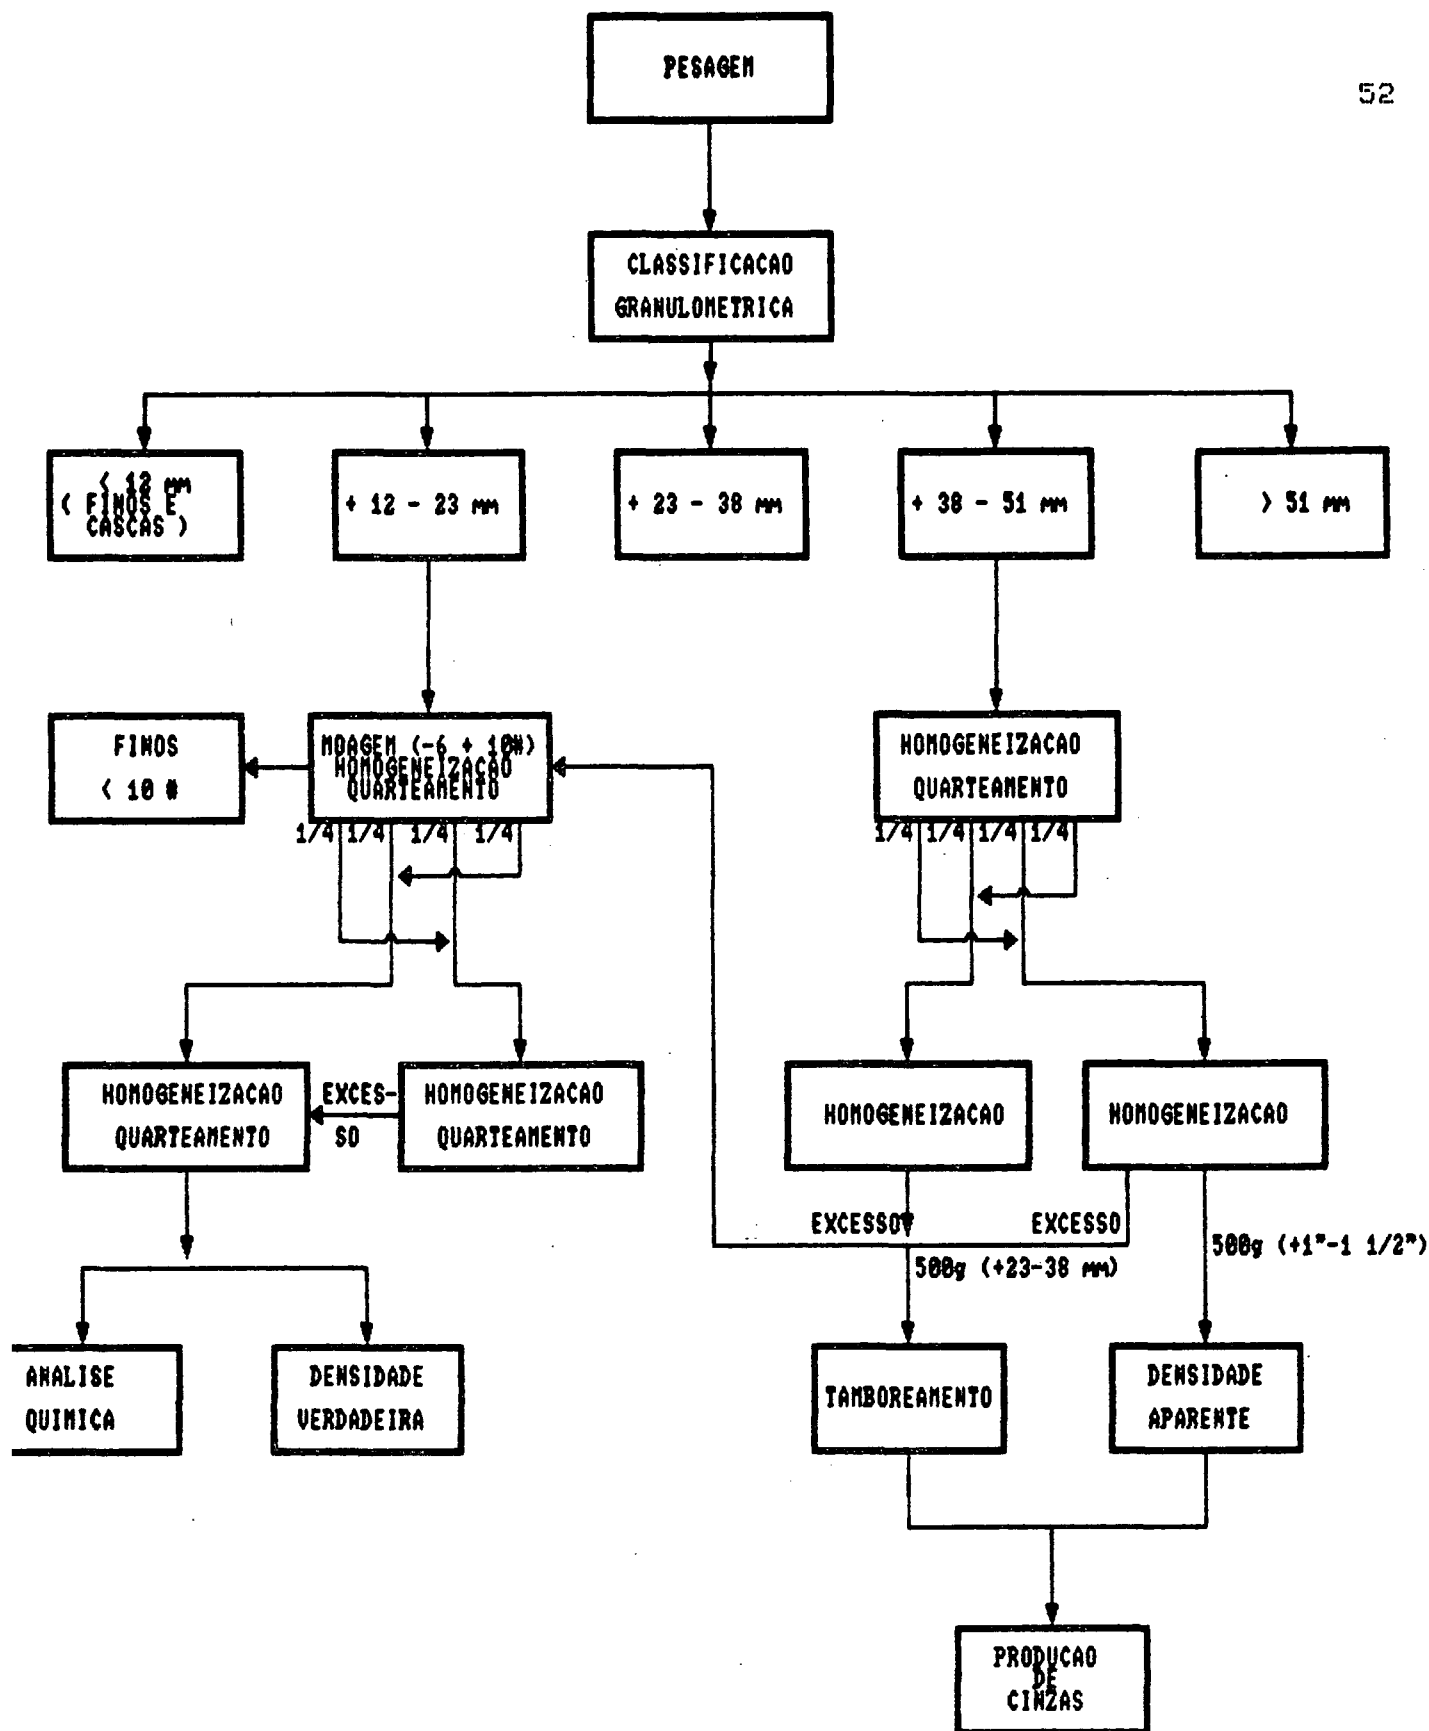 PESAGEM
52
CLASSIFICACAO
GRANULOMETRICA
< 12 mm
( FINOS E
CASCAS )
+ 12 - 23 mm
+ 23 - 38 mm
+ 38 - 51 mm
> 51 mm
FINOS
< 10 #
MOAGEM (-6 + 10#)
HOMOGENEIZACAO
QUARTEAMENTO
HOMOGENEIZACAO
QUARTEAMENTO
1/4 1/4 1/4 1/4
1/4 1/4 1/4 1/4
HOMOGENEIZACAO
QUARTEAMENTO
EXCES-
SO
HOMOGENEIZACAO
QUARTEAMENTO
HOMOGENEIZACAO
HOMOGENEIZACAO
EXCESSO
EXCESSO
500g (+1"-1 1/2")
500g (+23-38 mm)
ANALISE
QUIMICA
DENSIDADE
VERDADEIRA
TAMBOREAMENTO
DENSIDADE
APARENTE
PRODUCAO
DE
CINZAS